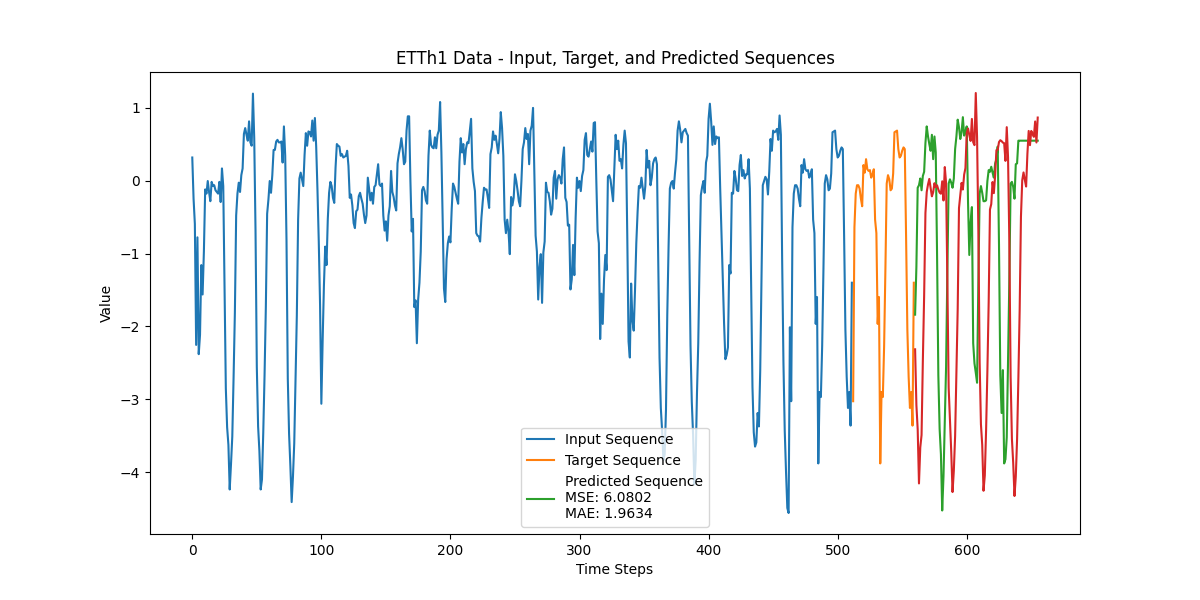 ETTh1 Data - Input, Target, and Predicted Sequences
Value
1
0
−1
−2
−3
−4
Input Sequence
Target Sequence
Predicted Sequence
MSE: 6.0802
MAE: 1.9634
0
100
200
300
400
500
600
Time Steps